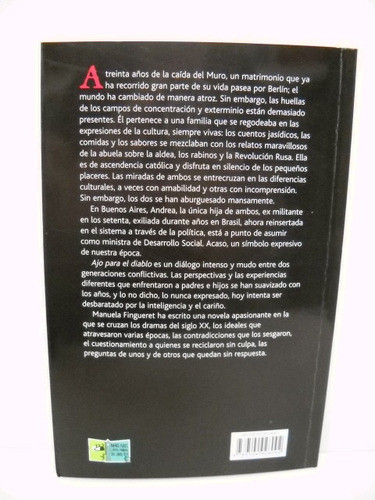 A treinta años de la caída del Muro, un matrimonio que ya
ha recorrido gran parte de su vida pasea por Berlín; el
mundo ha cambiado de manera atroz. Sin embargo, las huellas
de los campos de concentración y exterminio están demasiado
presentes. Él pertenece a una familia que se regodeaba en las
expresiones de la cultura, siempre vivas: los cuentos jasídicos, las
comidas y los sabores se mezclaban con los relatos maravillosos
de la abuela sobre la aldea, los rabinos y la Revolución Rusa. Ella
es de ascendencia católica y disfruta en silencio de los pequeños
placeres. Las miradas de ambos se entrecruzan en las diferencias
culturales, a veces con amabilidad y otras con incomprensión.
Sin embargo, los dos se han aburguesado mansamente.
En Buenos Aires, Andrea, la única hija de ambos, ex militante
en los setenta, exiliada durante años en Brasil, ahora reinsertada
en el sistema a través de la política, está a punto de asumir
como ministra de Desarrollo Social. Acaso, un símbolo expresivo
de nuestra época.
Ajo para el diablo es un diálogo intenso y mudo entre dos
generaciones conflictivas. Las perspectivas y las experiencias
diferentes que enfrentaron a padres e hijos se han suavizado con
los años, y lo no dicho, lo nunca expresado, hoy intenta ser
desbaratado por la inteligencia y el cariño.
Manuela Fingueret ha escrito una novela apasionante en la
que se cruzan los dramas del siglo XX, los ideales que
atravesaron varias épocas, las contradicciones que los sesgaron,
el cuestionamiento a quienes se reciclaron sin culpa, las
preguntas de unos y de otros que quedan sin respuesta.